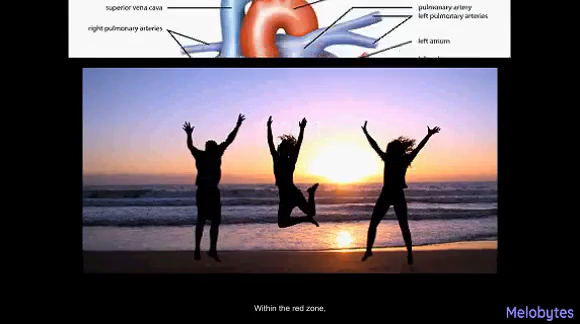 superior vena cava
pulmonary artery
left pulmonary arteries
right pulmonary arteries
left atrium
Within the red zone,
Melobytes